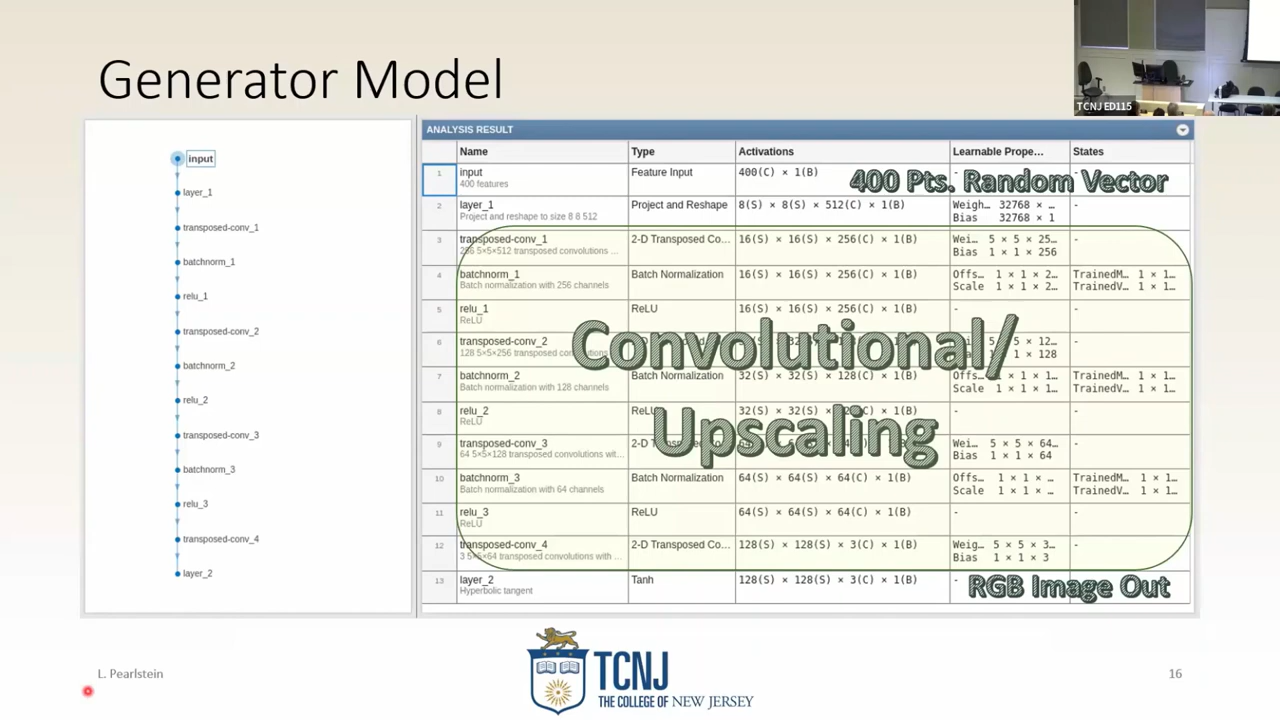 Generator Model
TCNJ ED115
input
layer_1
transposed-conv_1
batchnorm_1
relu_1
transposed-conv_2
batchnorm_2
relu_2
transposed-conv_3
batchnorm_3
relu_3
transposed-conv_4
layer_2
ANALYSIS RESULT
Name Type Activations Learnable Prope… States
1 input Feature Input 400(C) × 1(B) - -
400 features
400 Pts. Random Vector
2 layer_1 Project and Reshape 8(S) × 8(S) × 512(C) × 1(B) Weigh… 32768 × … -
Project and reshape to size 8 8 512 Bias 32768 × 1
3 transposed-conv_1 2-D Transposed Co… 16(S) × 16(S) × 256(C) × 1(B) Wei… 5 × 5 × 25… -
256 5×5×512 transposed convolutions … Bias 1 × 1 × 256
4 batchnorm_1 Batch Normalization 16(S) × 16(S) × 256(C) × 1(B) Offs… 1 × 1 × 2… TrainedM… 1 × 1…
Batch normalization with 256 channels Scale 1 × 1 × 2… TrainedV… 1 × 1…
5 relu_1 ReLU 16(S) × 16(S) × 256(C) × 1(B) - -
ReLU
Convolutional/
Upscaling
6 transposed-conv_2 5 × 5 × 12… -
128 5×5×256 transposed 1 × 128
7 batchnorm_2 Batch Normalization 32(S) × 32(S) × 128(C) × 1(B) Offs… 1 × 1… TrainedM… 1 × 1…
Batch normalization with 128 channels Scale 1 × 1 × 1… TrainedV… 1 × 1…
8 relu_2 ReLU 32(S) × 32(S) × 1(B) - -
ReLU
9 transposed-conv_3 2-D × 1(B) Wei… 5 × 5 × 64… -
64 5×5×128 transposed convolutions wit… Bias 1 × 1 × 64
10 batchnorm_3 Batch Normalization 64(S) × 64(S) × 64(C) × 1(B) Offs… 1 × 1 × … TrainedM… 1 × 1…
Batch normalization with 64 channels Scale 1 × 1 × … TrainedV… 1 × 1…
11 relu_3 ReLU 64(S) × 64(S) × 64(C) × 1(B) - -
ReLU
12 transposed-conv_4 2-D Transposed Co… 128(S) × 128(S) × 3(C) × 1(B) Weig… 5 × 5 × 3… -
3 5×5×64 transposed convolutions with … Bias 1 × 1 × 3
13 layer_2 Tanh 128(S) × 128(S) × 3(C) × 1(B) - -
Hyperbolic tangent
RGB Image Out
L. Pearlstein
TCNJ
THE COLLEGE OF NEW JERSEY
16